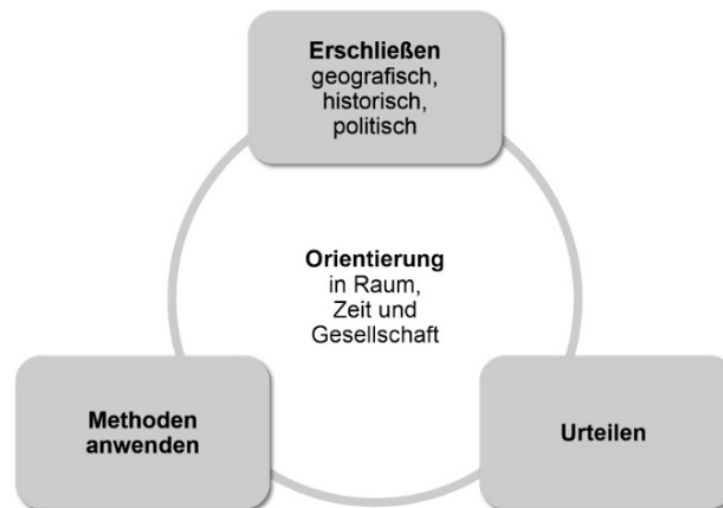 Erschließen
geografisch,
historisch,
politisch
Orientierung
in Raum,
Zeit und
Gesellschaft
Methoden
anwenden
Urteilen